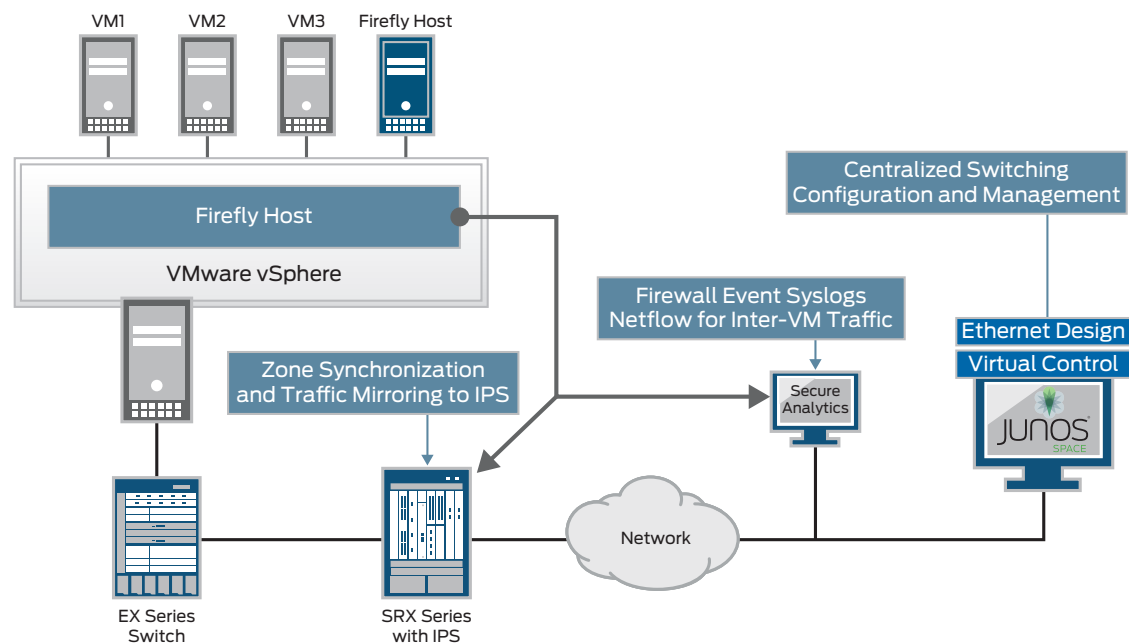 VM1
VM2
VM3
Firefly Host
Firefly Host
VMware vSphere
Centralized Switching
Configuration and Management
Firewall Event Syslogs
Netflow for Inter-VM Traffic
Ethernet Design
Virtual Control
Zone Synchronization
and Traffic Mirroring to IPS
Secure
Analytics
JUNOS
SPACE
Network
EX Series
Switch
SRX Series
with IPS